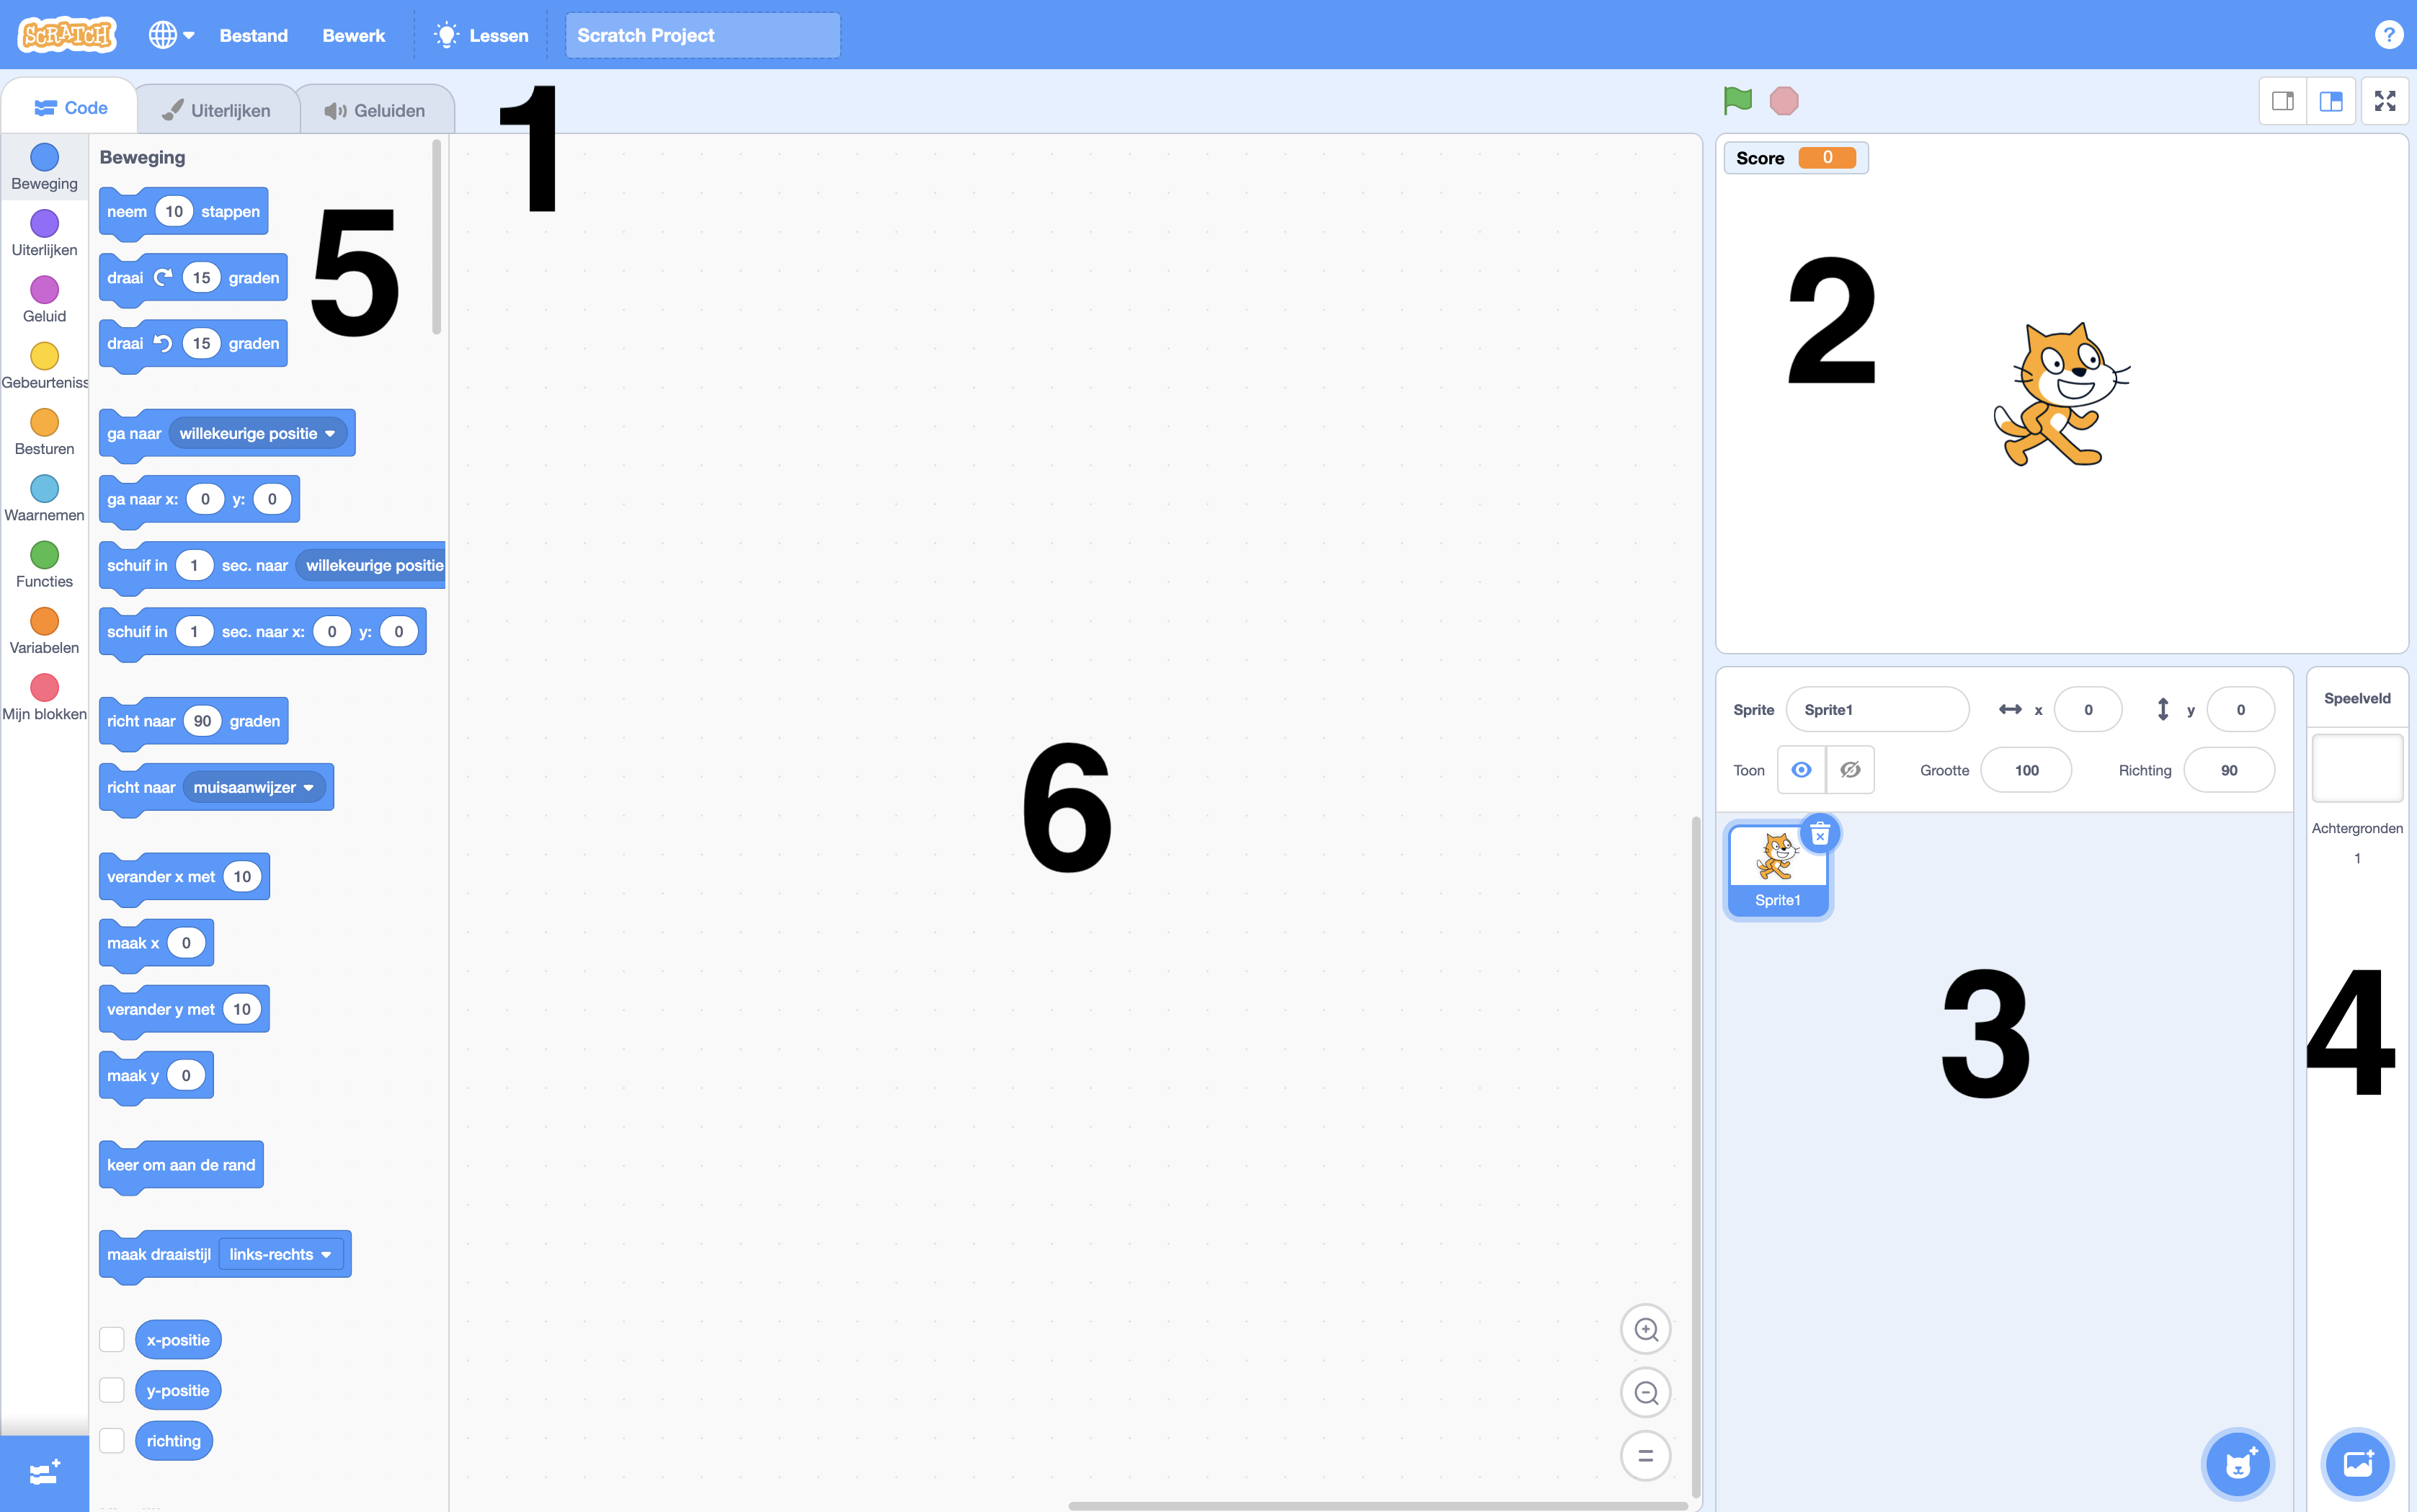 SCRATCH
Bestand
Bewerk
Lessen
Scratch Project
?
Code
Uiterlijken
Geluiden
1
Beweging
Uiterlijken
Geluid
Gebeurteniss
Besturen
Waarnemen
Functies
Variabelen
Mijn blokken
Beweging
neem 10 stappen
draai 15 graden
draai 15 graden
5
ga naar willekeurige positie
ga naar x: 0 y: 0
schuif in 1 sec. naar willekeurige positie
schuif in 1 sec. naar x: 0 y: 0
richt naar 90 graden
richt naar muisaanwijzer
verander x met 10
maak x 0
verander y met 10
maak y 0
keer om aan de rand
maak draaistijl links-rechts
x-positie
y-positie
richting
6
Score 0
2
Sprite Sprite1 x 0 y 0
Toon Grootte 100 Richting 90
Sprite1
3
Speelveld
Achtergronden
1
4